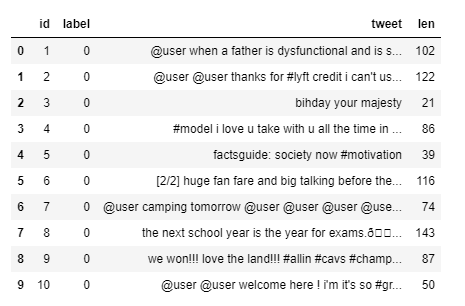 id label tweet len
0 1 0 @user when a father is dysfunctional and is s... 102
1 2 0 @user @user thanks for #lyft credit i can't us... 122
2 3 0 bihday your majesty 21
3 4 0 #model i love u take with u all the time in ... 86
4 5 0 factsguide: society now #motivation 39
5 6 0 [2/2] huge fan fare and big talking before the... 116
6 7 0 @user camping tomorrow @user @user @user @use... 74
7 8 0 the next school year is the year for exams.ð□□... 143
8 9 0 we won!!! love the land!!! #allin #cavs #champ... 87
9 10 0 @user @user welcome here ! i'm it's so #gr... 50